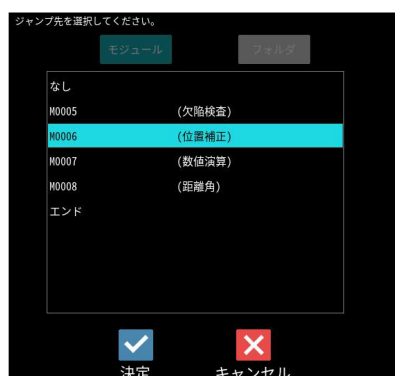 ジャンプ先を選択してください。
モジュール フォルダ
なし
M0005 (欠陥検査)
M0006 (位置補正)
M0007 (数値演算)
M0008 (距離角)
エンド
決定 キャンセル